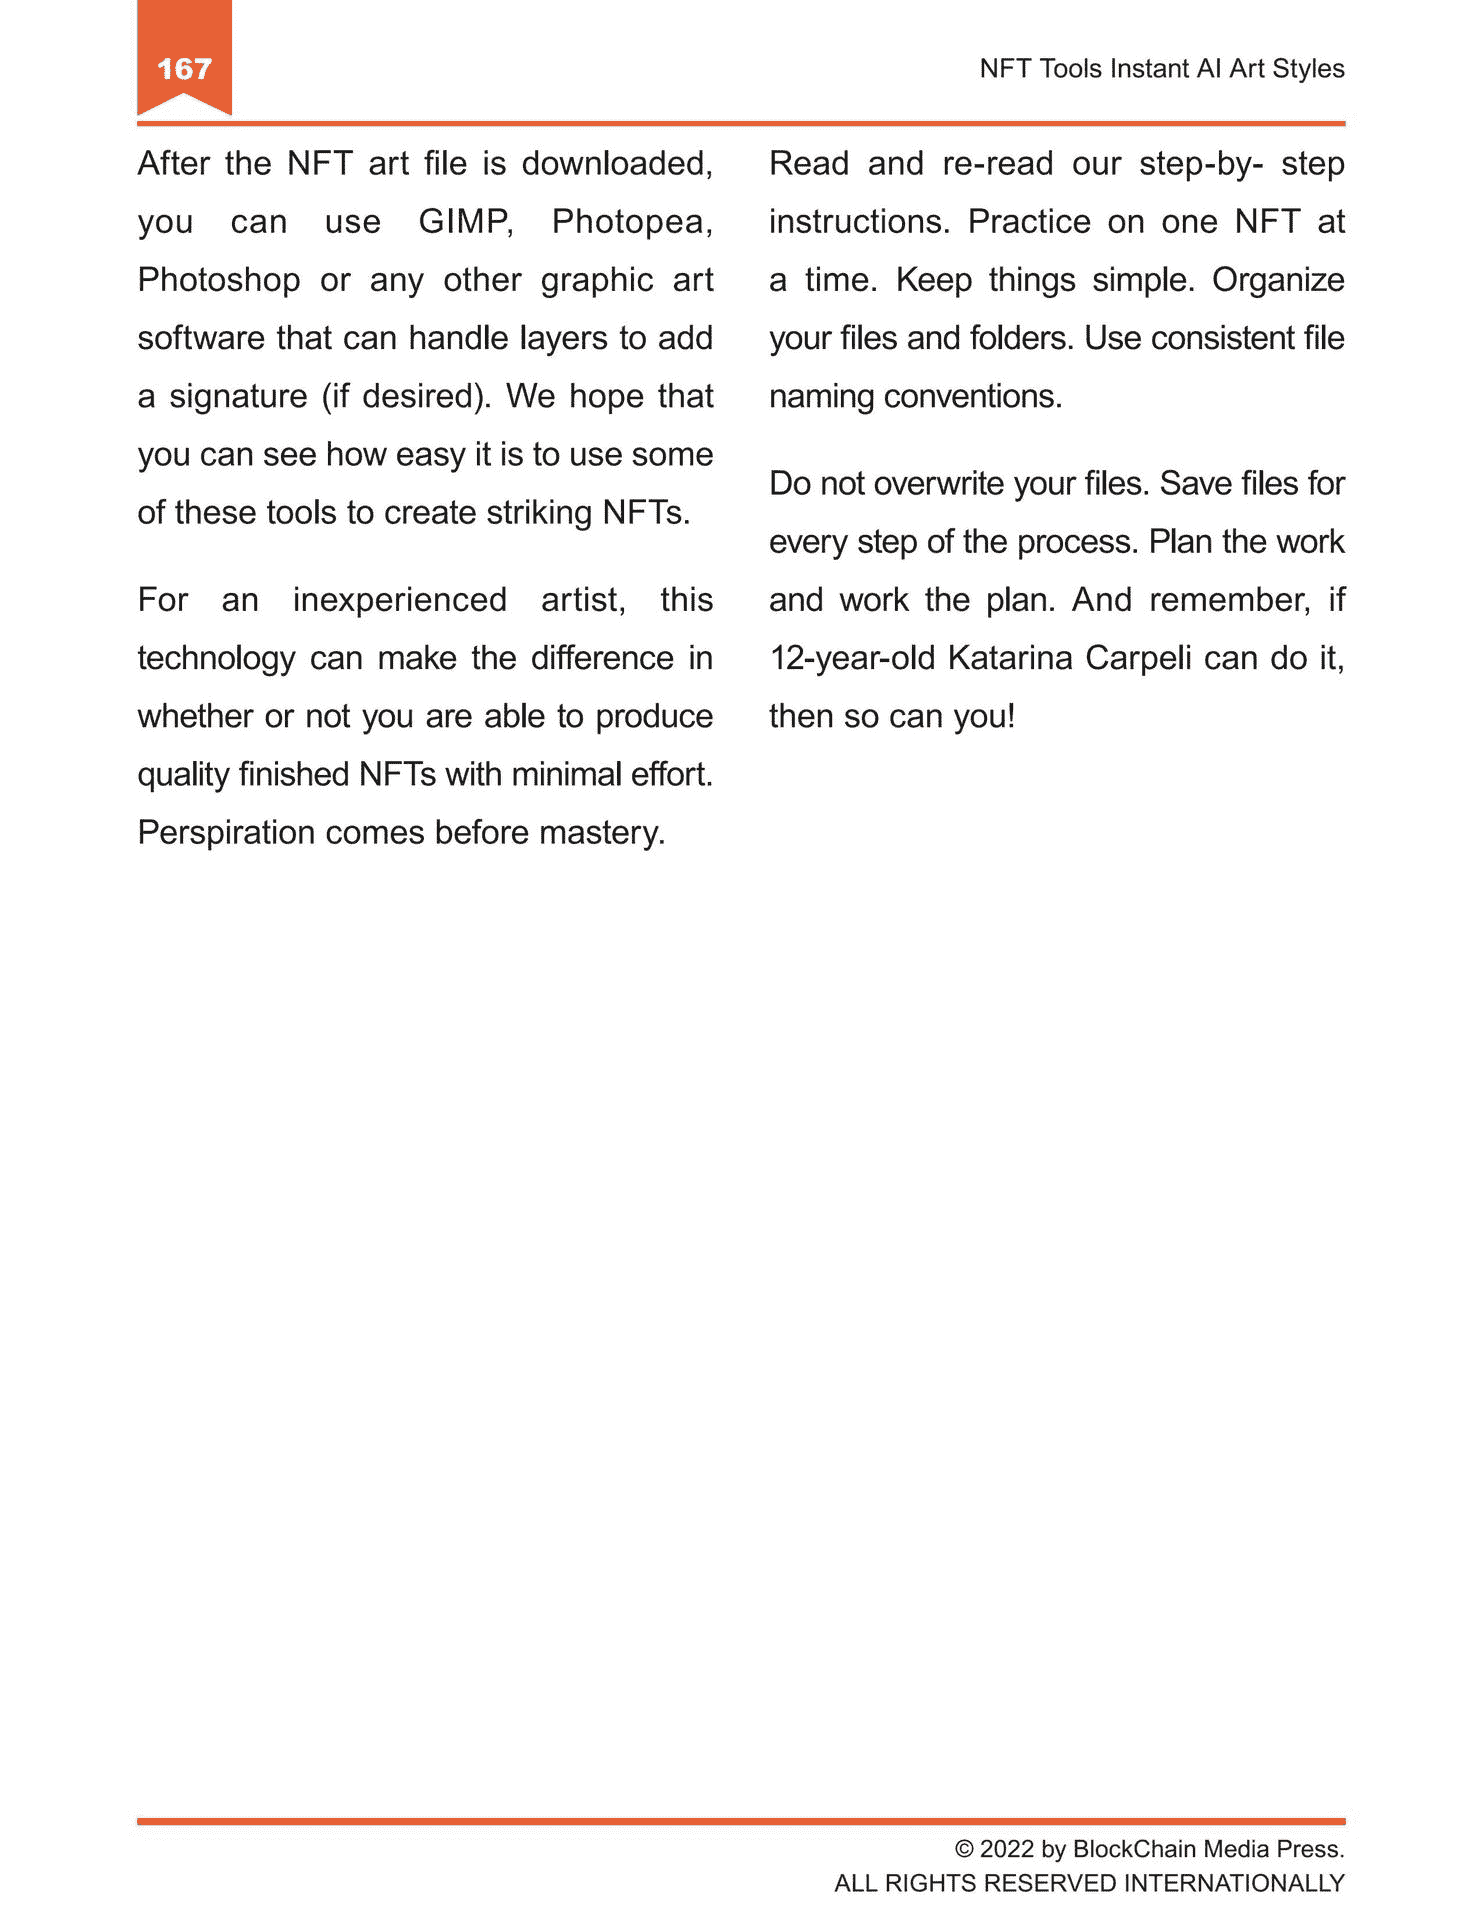 167
NFT Tools Instant AI Art Styles
After the NFT art file is downloaded,
you can use GIMP, Photopea,
Photoshop or any other graphic art
software that can handle layers to add
a signature (if desired). We hope that
you can see how easy it is to use some
of these tools to create striking NFTs.
For an inexperienced artist, this
technology can make the difference in
whether or not you are able to produce
quality finished NFTs with minimal effort.
Perspiration comes before mastery.
Read and re-read our step-by- step
instructions. Practice on one NFT at
a time. Keep things simple. Organize
your files and folders. Use consistent file
naming conventions.
Do not overwrite your files. Save files for
every step of the process. Plan the work
and work the plan. And remember, if
12-year-old Katarina Carpeli can do it,
then so can you!
© 2022 by BlockChain Media Press.
ALL RIGHTS RESERVED INTERNATIONALLY